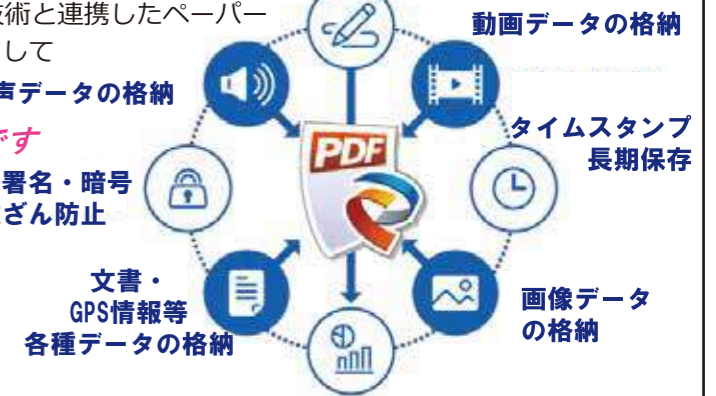 技術と連携したペーパー
して
動画データの格納
声データの格納
です
タイムスタンプ
長期保存
署名・暗号
ざん防止
PDF
文書・
GPS情報等
各種データの格納
画像データ
の格納